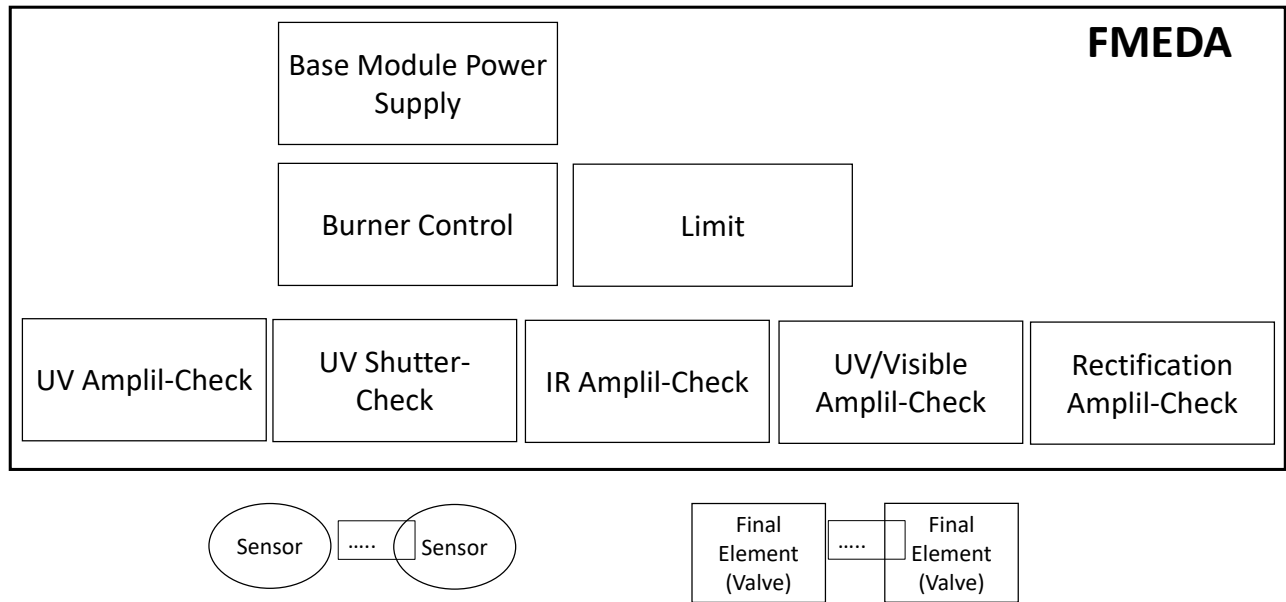 FMEDA
Base Module Power
Supply
Burner Control
Limit
UV Amplil-Check
UV Shutter-
Check
IR Amplil-Check
UV/Visible
Amplil-Check
Rectification
Amplil-Check
Sensor
.....
Sensor
Final
Element
(Valve)
.....
Final
Element
(Valve)